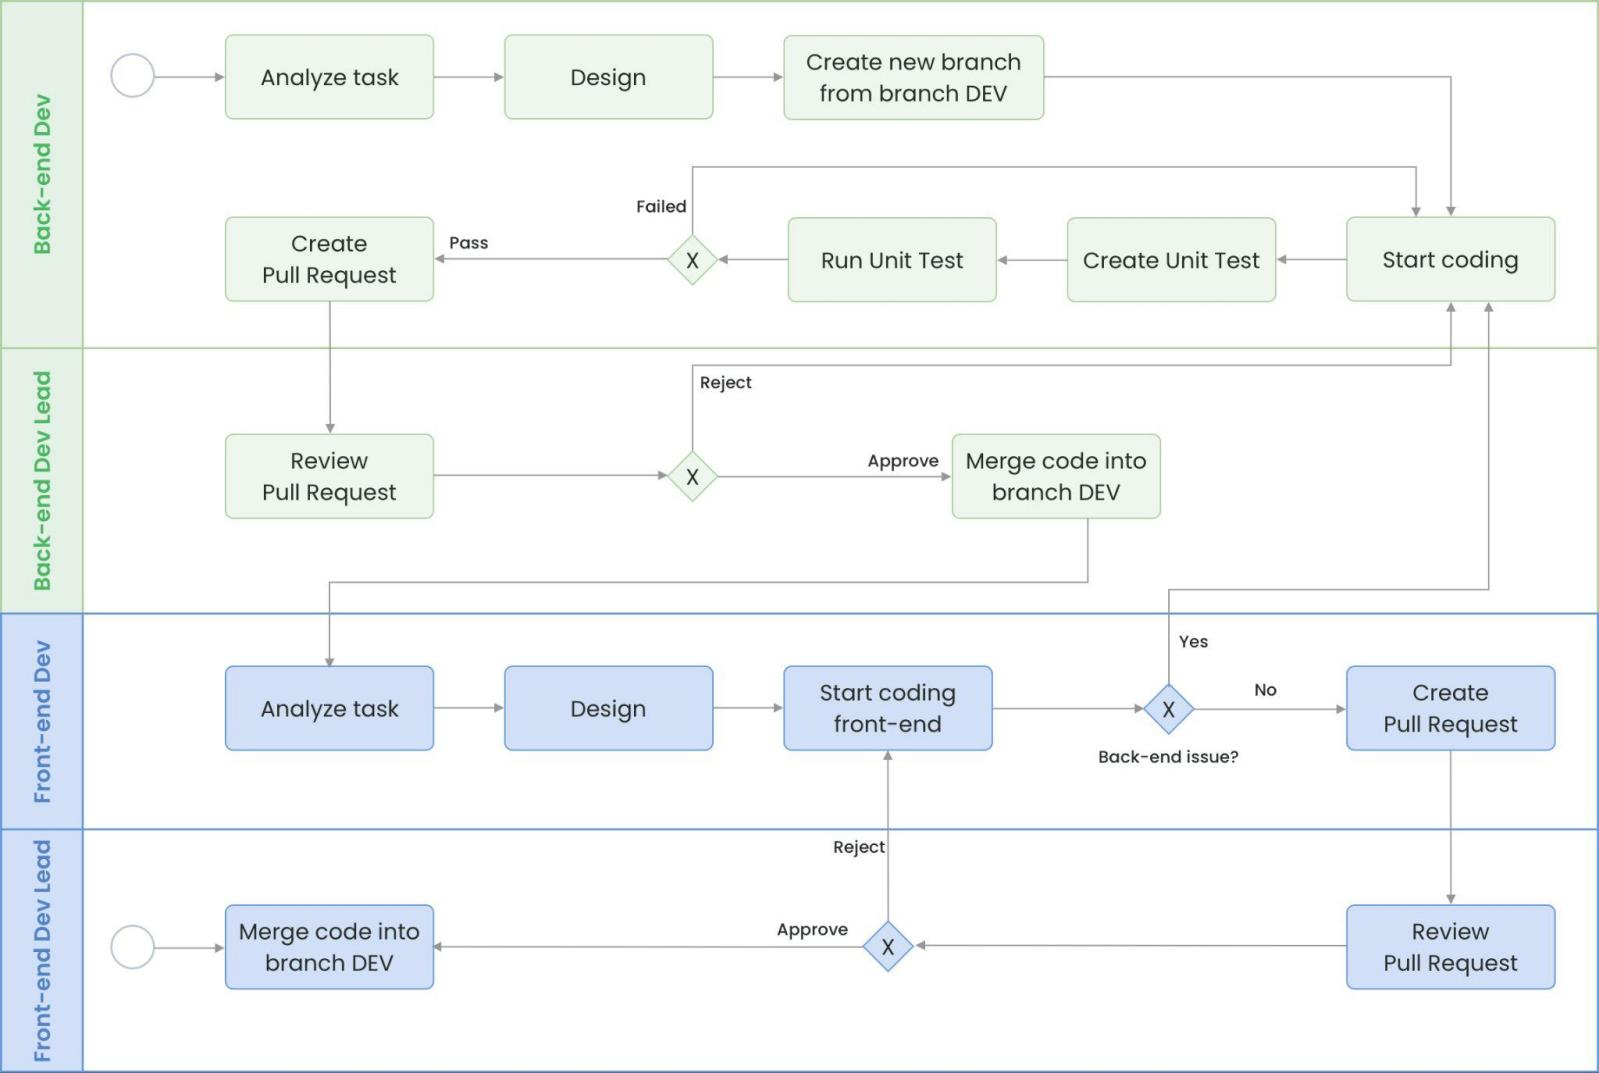 Back-end Dev
Analyze task
Design
Create new branch
from branch DEV
Failed
Create
Pull Request
Pass
X
Run Unit Test
Create Unit Test
Start coding
Back-end Dev Lead
Reject
Review
Pull Request
X
Approve
Merge code into
branch DEV
Front-end Dev
Yes
Analyze task
Design
Start coding
front-end
X
No
Create
Pull Request
Back-end issue?
Front-end Dev Lead
Reject
Merge code into
branch DEV
Approve
X
Review
Pull Request